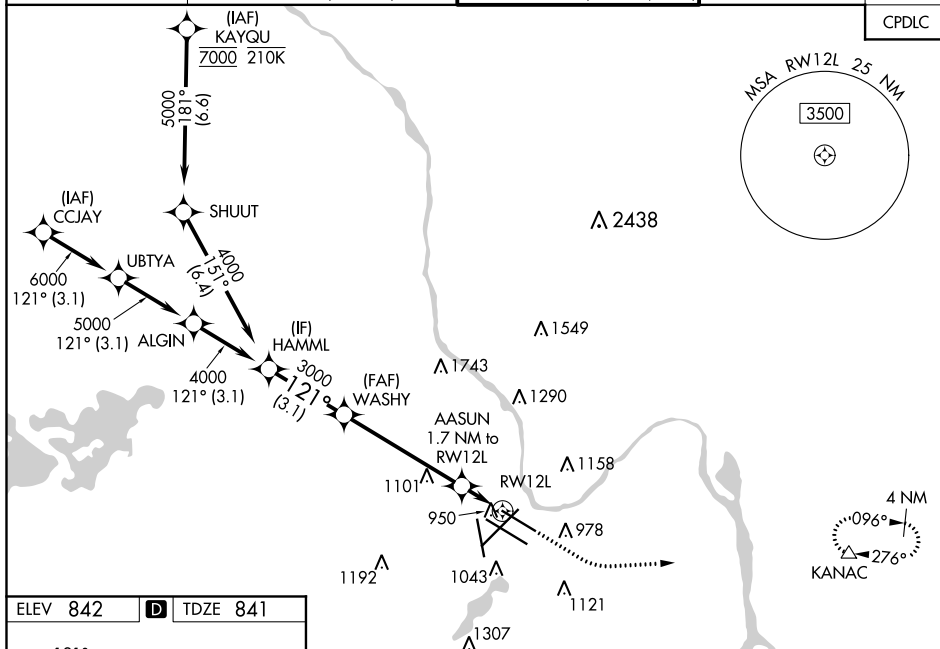 (IAF)
KAYQU
7000 210K
CPDLC
MSA RW12L 25 NM
3500
5000
181°
(6.6)
(IAF)
CCJAY
SHUUT
2438
UBTYA
4000
151°
(6.4)
6000
121° (3.1)
5000
121° (3.1)
ALGIN
(IF)
HAMML
1549
4000
121° (3.1)
3000
121°
(3.1)
(FAF)
WASHY
1743
1290
AASUN
1.7 NM to
RW12L
1158
1101
RW12L
950
978
4 NM
096°
276°
KANAC
1192
1043
1121
ELEV 842 D TDZE 841
1307